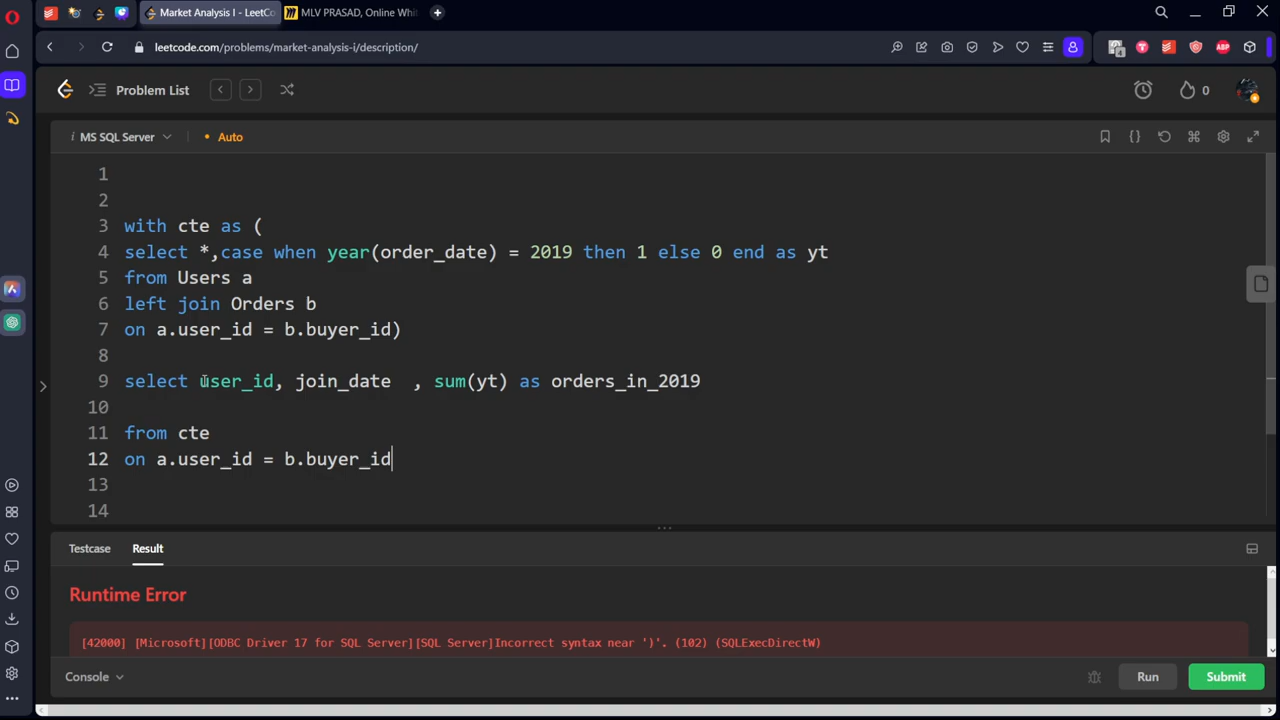 Market Analysis I - LeetCo
MLV PRASAD, Online Whit
leetcode.com/problems/market-analysis-i/description/
4
ABP
Problem List
0
i MS SQL Server
• Auto
1
2
3 with cte as (
4 select *,case when year(order_date) = 2019 then 1 else 0 end as yt
5 from Users a
6 left join Orders b
7 on a.user_id = b.buyer_id)
8
9 select user_id, join_date  , sum(yt) as orders_in_2019
10
11 from cte
12 on a.user_id = b.buyer_id
13
14
Testcase
Result
Runtime Error
[42000] [Microsoft][ODBC Driver 17 for SQL Server][SQL Server]Incorrect syntax near ')'. (102) (SQLExecDirectW)
Console
Run
Submit